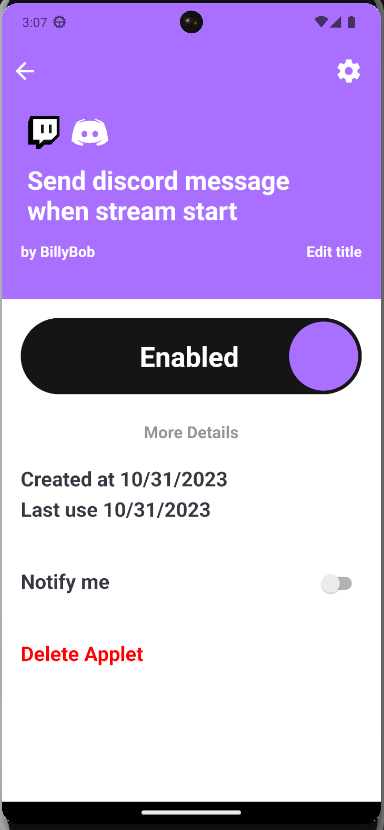 3:07
Send discord message
when stream start
by BillyBob
Edit title
Enabled
More Details
Created at 10/31/2023
Last use 10/31/2023
Notify me
Delete Applet